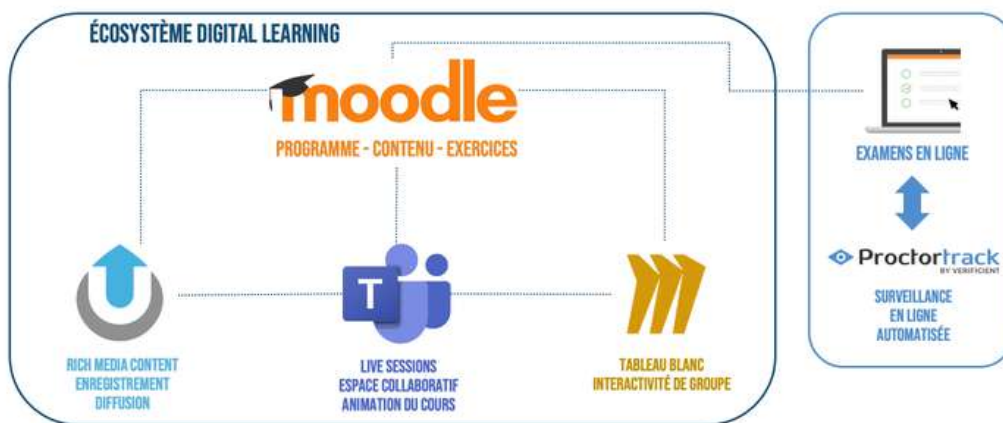 ÉCOSYSTÈME DIGITAL LEARNING
moodle
PROGRAMME - CONTENU - EXERCICES
RICH MEDIA CONTENT
ENREGISTREMENT
DIFFUSION
T
LIVE SESSIONS
ESPACE COLLABORATIF
ANIMATION DU COURS
TABLEAU BLANC
INTERACTIVITÉ DE GROUPE
EXAMENS EN LIGNE
Proctortrack
BY VERIFICIENT
SURVEILLANCE
EN LIGNE
AUTOMATISÉE